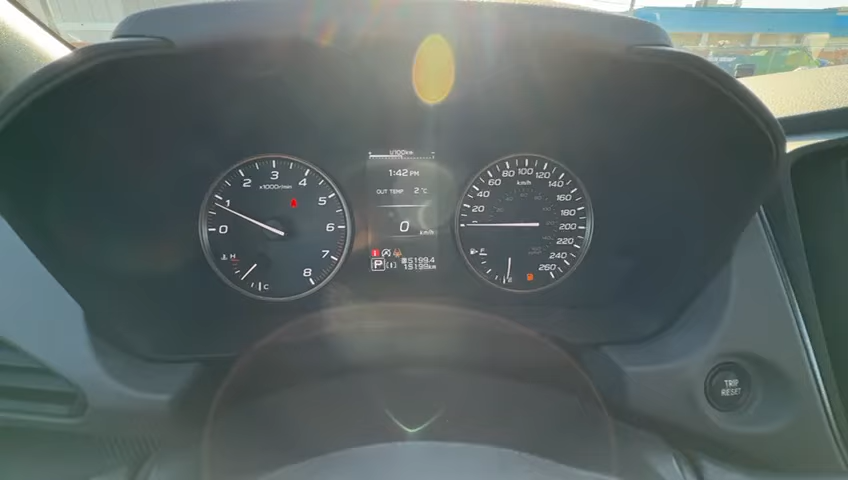 l/100km
1:42 PM
OUT TEMP 2 °C
0 km/h
5199.4
15199km
P
0
1
2
3
4
5
6
7
8
x1000r/min
H
C
20
40
60
80
100
120
140
160
180
200
220
240
260
km/h
F
E
TRIP
RESET